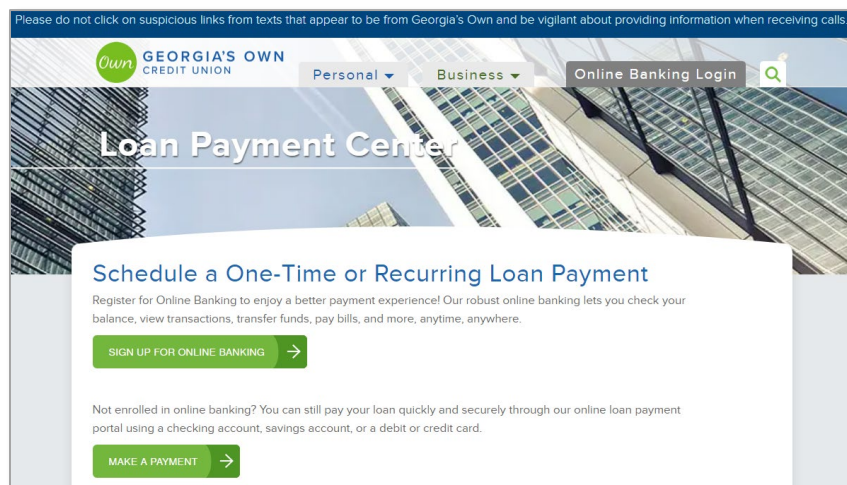 Please do not click on suspicious links from texts that appear to be from Georgia's Own and be vigilant about providing information when receiving calls.
Own GEORGIA'S OWN
CREDIT UNION
Personal
Business
Online Banking Login
Loan Payment Center
Schedule a One-Time or Recurring Loan Payment
Register for Online Banking to enjoy a better payment experience! Our robust online banking lets you check your
balance, view transactions, transfer funds, pay bills, and more, anytime, anywhere.
SIGN UP FOR ONLINE BANKING
Not enrolled in online banking? You can still pay your loan quickly and securely through our online loan payment
portal using a checking account, savings account, or a debit or credit card.
MAKE A PAYMENT